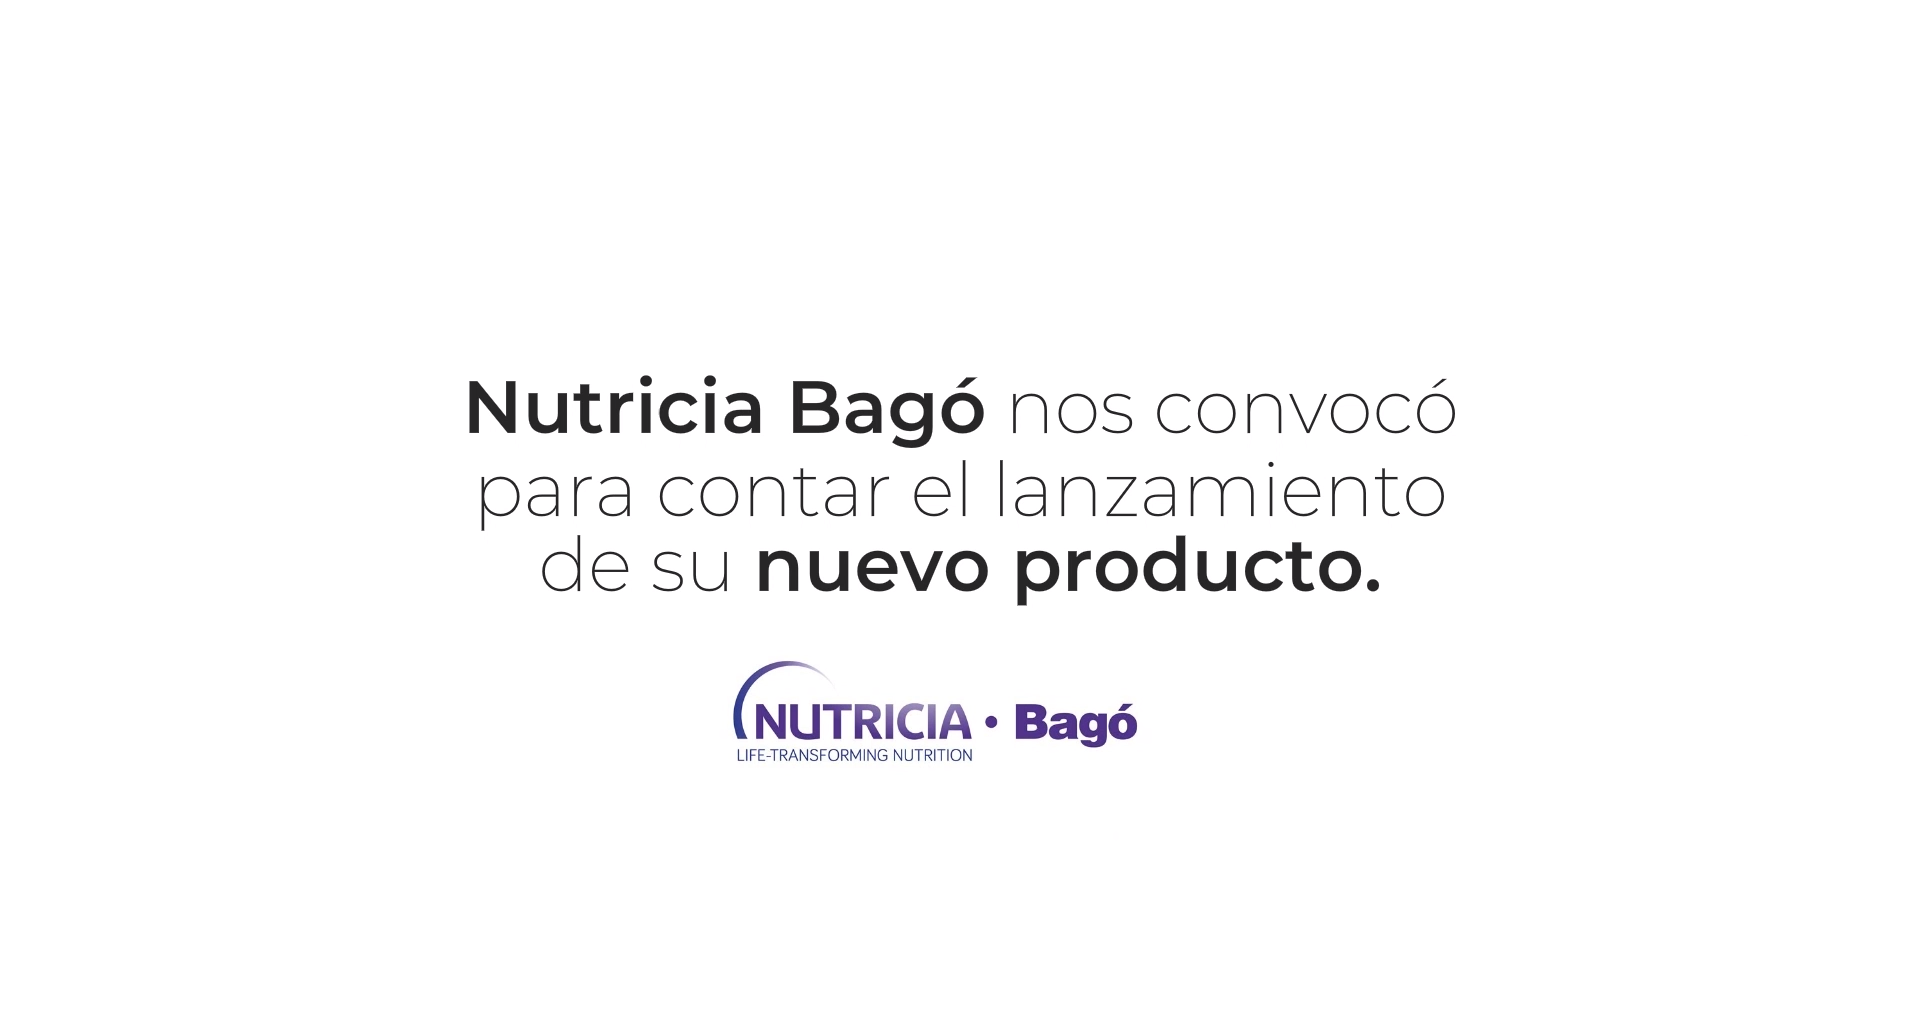 Nutricia Bagó nos convocó
para contar el lanzamiento
de su nuevo producto.
NUTRICIA • Bagó
LIFE-TRANSFORMING NUTRITION